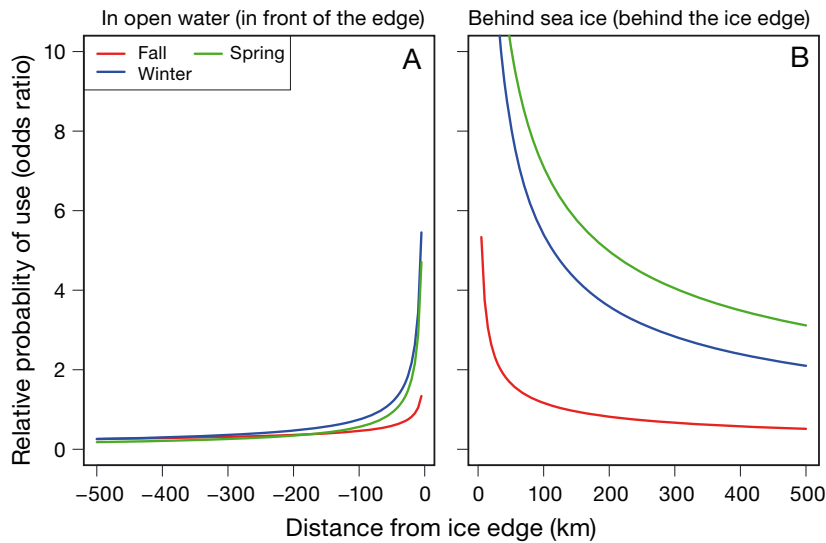 In open water (in front of the edge)
Behind sea ice (behind the ice edge)
Relative probablity of use (odds ratio)
10
8
6
4
2
0
Fall
Spring
Winter
A
B
−500 −400 −300 −200 −100 0
0 100 200 300 400 500
Distance from ice edge (km)